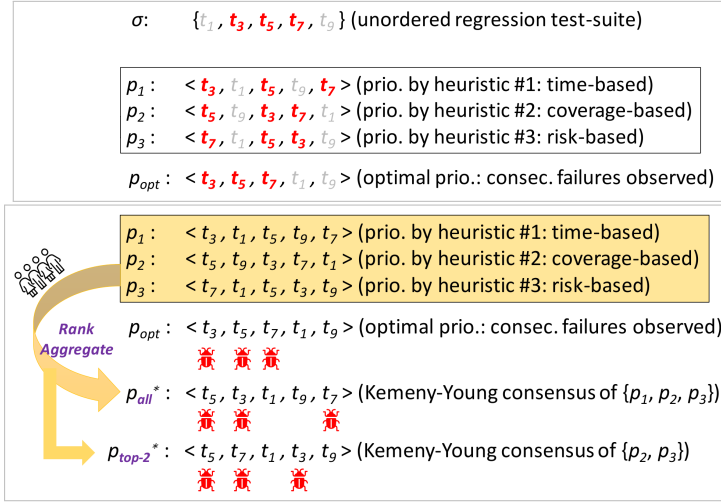 σ: {t1, t3, t5, t7, t9} (unordered regression test-suite)
p1: < t3, t1, t5, t9, t7 > (prio. by heuristic #1: time-based)
p2: < t5, t9, t3, t7, t1 > (prio. by heuristic #2: coverage-based)
p3: < t7, t1, t5, t3, t9 > (prio. by heuristic #3: risk-based)
popt: < t3, t5, t7, t1, t9 > (optimal prio.: consec. failures observed)
p1: < t3, t1, t5, t9, t7 > (prio. by heuristic #1: time-based)
p2: < t5, t9, t3, t7, t1 > (prio. by heuristic #2: coverage-based)
p3: < t7, t1, t5, t3, t9 > (prio. by heuristic #3: risk-based)
Rank
Aggregate
popt: < t3, t5, t7, t1, t9 > (optimal prio.: consec. failures observed)
pall*: < t5, t3, t1, t9, t7 > (Kemeny-Young consensus of {p1, p2, p3})
ptop-2*: < t5, t7, t1, t3, t9 > (Kemeny-Young consensus of {p2, p3})